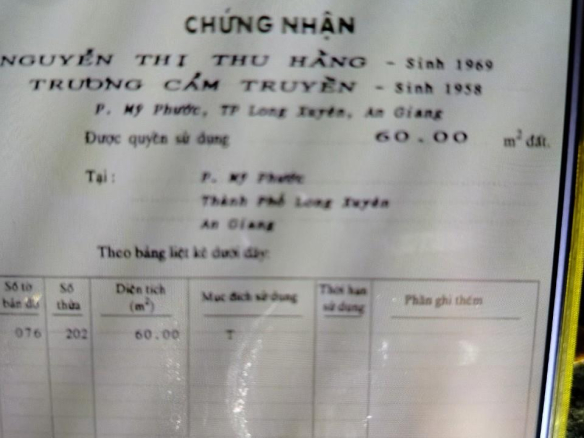 CHỨNG NHẬN
NGUYỄN THỊ THU HẰNG - Sinh 1969
TRƯƠNG CẨM TRUYỀN - Sinh 1958
P. Mỹ Phước, TP Long Xuyên, An Giang
Được quyền sử dụng 60.00 m² đất.
Tại: P. Mỹ Phước
Thành Phố Long Xuyên
An Giang
Theo bảng liệt kê dưới đây:
Số tờ bản đồ Số thửa Diện tích (m²) Mục đích sử dụng Thời hạn sử dụng Phần ghi thêm
076 202 60.00 T